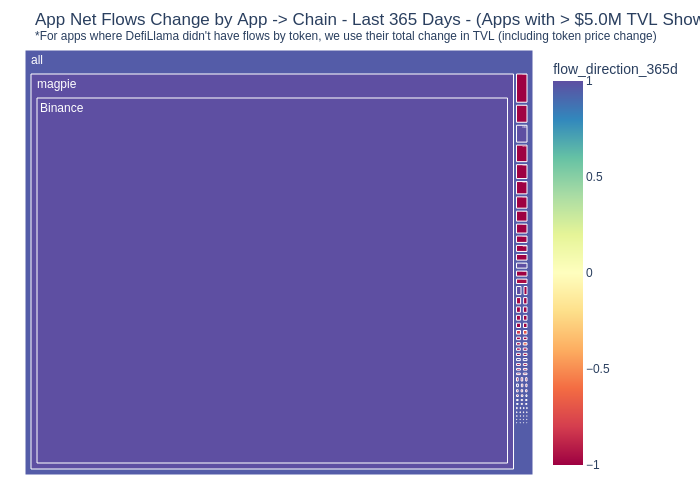 App Net Flows Change by App -> Chain - Last 365 Days - (Apps with > $5.0M TVL Show
*For apps where DefiLlama didn't have flows by token, we use their total change in TVL (including token price change)
all
magpie
Binance
flow_direction_365d
1
0.5
0
−0.5
−1